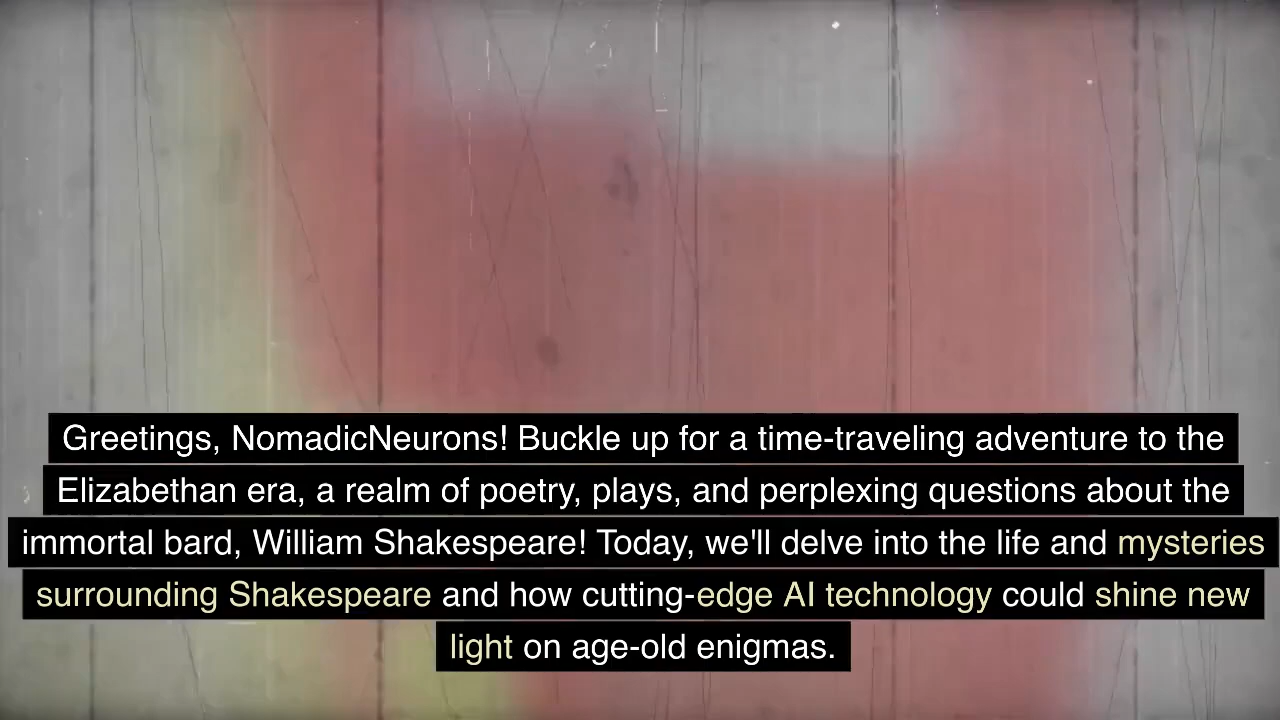 Greetings, NomadicNeurons! Buckle up for a time-traveling adventure to the
Elizabethan era, a realm of poetry, plays, and perplexing questions about the
immortal bard, William Shakespeare! Today, we'll delve into the life and mysteries
surrounding Shakespeare and how cutting-edge AI technology could shine new
light on age-old enigmas.